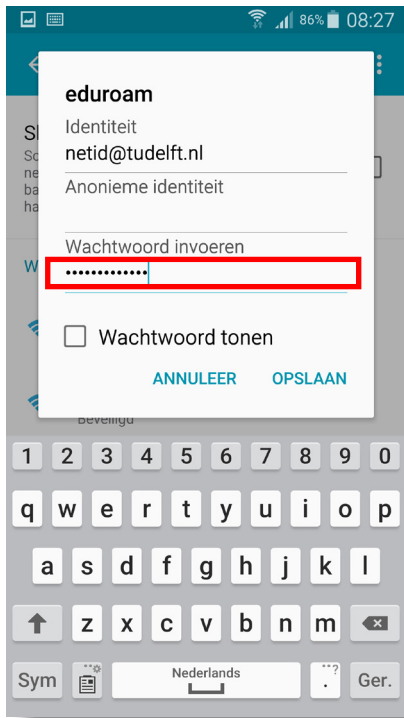 86% 08:27
eduroam
Identiteit
netid@tudelft.nl
Anonieme identiteit
Wachtwoord invoeren
•••••••••••••
Wachtwoord tonen
ANNULEER OPSLAAN
Beveiligd
1 2 3 4 5 6 7 8 9 0
q w e r t y u i o p
a s d f g h j k l
z x c v b n m
Sym Nederlands . Ger.